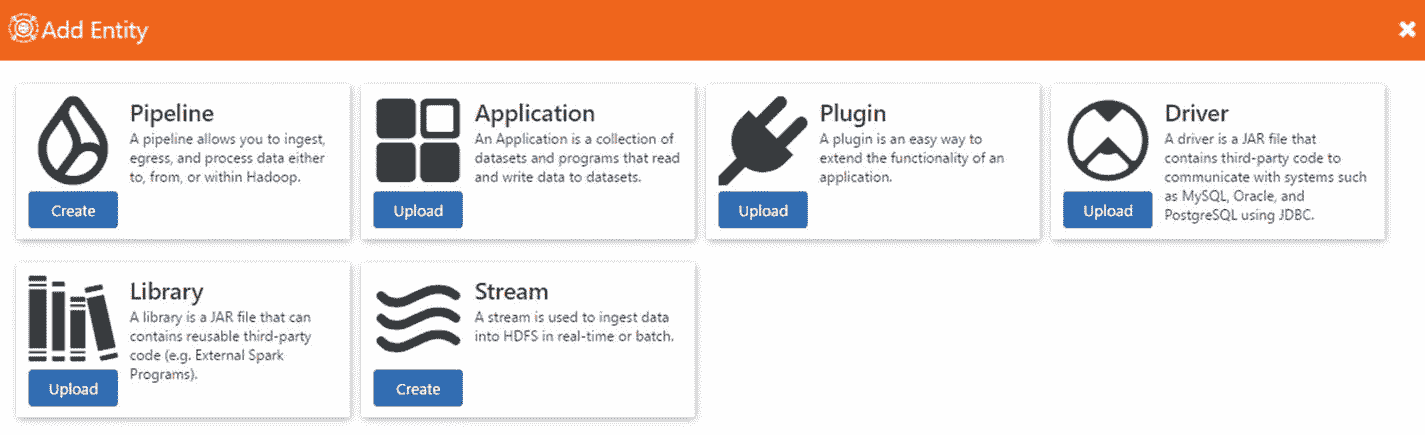 Add Entity
Pipeline
A pipeline allows you to ingest,
egress, and process data either
to, from, or within Hadoop.
Create
Application
An Application is a collection of
datasets and programs that read
and write data to datasets.
Upload
Plugin
A plugin is an easy way to
extend the functionality of an
application.
Upload
Driver
A driver is a JAR file that
contains third-party code to
communicate with systems such
as MySQL, Oracle, and
PostgreSQL using JDBC.
Upload
Library
A library is a JAR file that can
contains reusable third-party
code (e.g. External Spark
Programs).
Upload
Stream
A stream is used to ingest data
into HDFS in real-time or batch.
Create